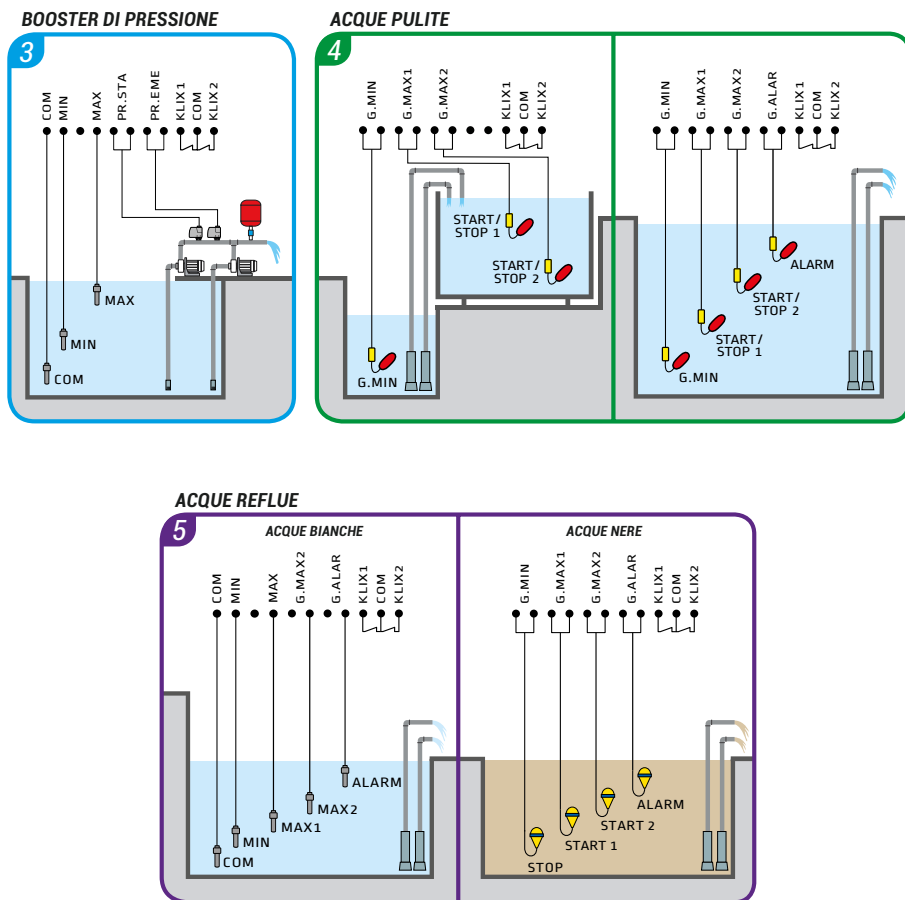 BOOSTER DI PRESSIONE
3
COM
MIN
MAX
PR.STA
PR.EME
KLIX1
COM
KLIX2
MAX
MIN
COM
ACQUE PULITE
4
G.MIN
G.MAX1
G.MAX2
KLIX1
COM
KLIX2
START/
STOP 1
START/
STOP 2
G.MIN
G.MIN
G.MAX1
G.MAX2
G.ALAR
KLIX1
COM
KLIX2
ALARM
START/
STOP 2
START/
STOP 1
G.MIN
ACQUE REFLUE
5
ACQUE BIANCHE
COM
MIN
MAX
G.MAX2
G.ALAR
KLIX1
COM
KLIX2
ALARM
MAX2
MAX1
MIN
COM
ACQUE NERE
G.MIN
G.MAX1
G.MAX2
G.ALAR
KLIX1
COM
KLIX2
ALARM
START 2
START 1
STOP